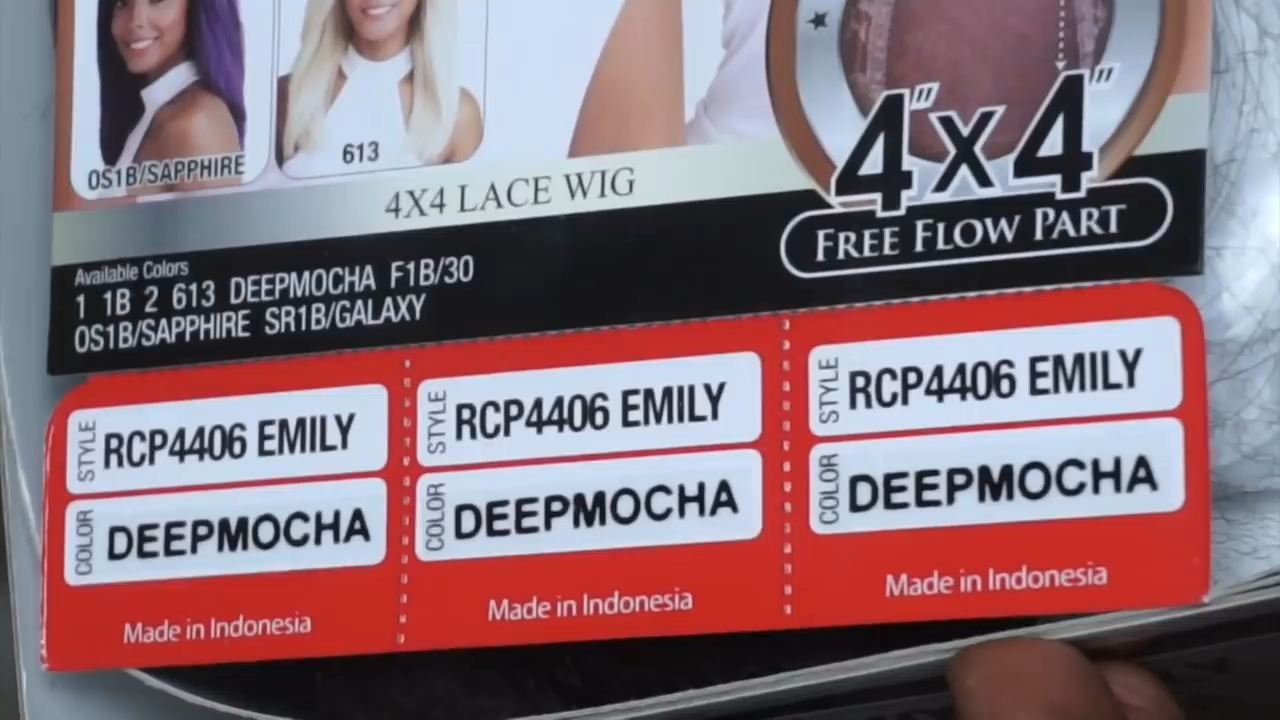 OS1B/SAPPHIRE
613
4"X4"
FREE FLOW PART
4X4 LACE WIG
Available Colors
1 1B 2 613 DEEPMOCHA F1B/30
OS1B/SAPPHIRE SR1B/GALAXY
STYLE RCP4406 EMILY
COLOR DEEPMOCHA
Made in Indonesia
STYLE RCP4406 EMILY
COLOR DEEPMOCHA
Made in Indonesia
STYLE RCP4406 EMILY
COLOR DEEPMOCHA
Made in Indonesia